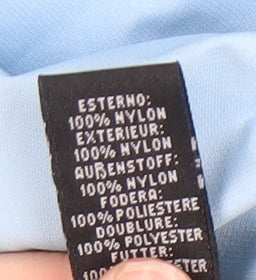 ESTERNO:
100% NYLON
EXTERIEUR:
100% NYLON
AUßENSTOFF:
100% NYLON
FODERA:
100% POLIESTERE
DOUBLURE:
100% POLYESTER
FUTTER: